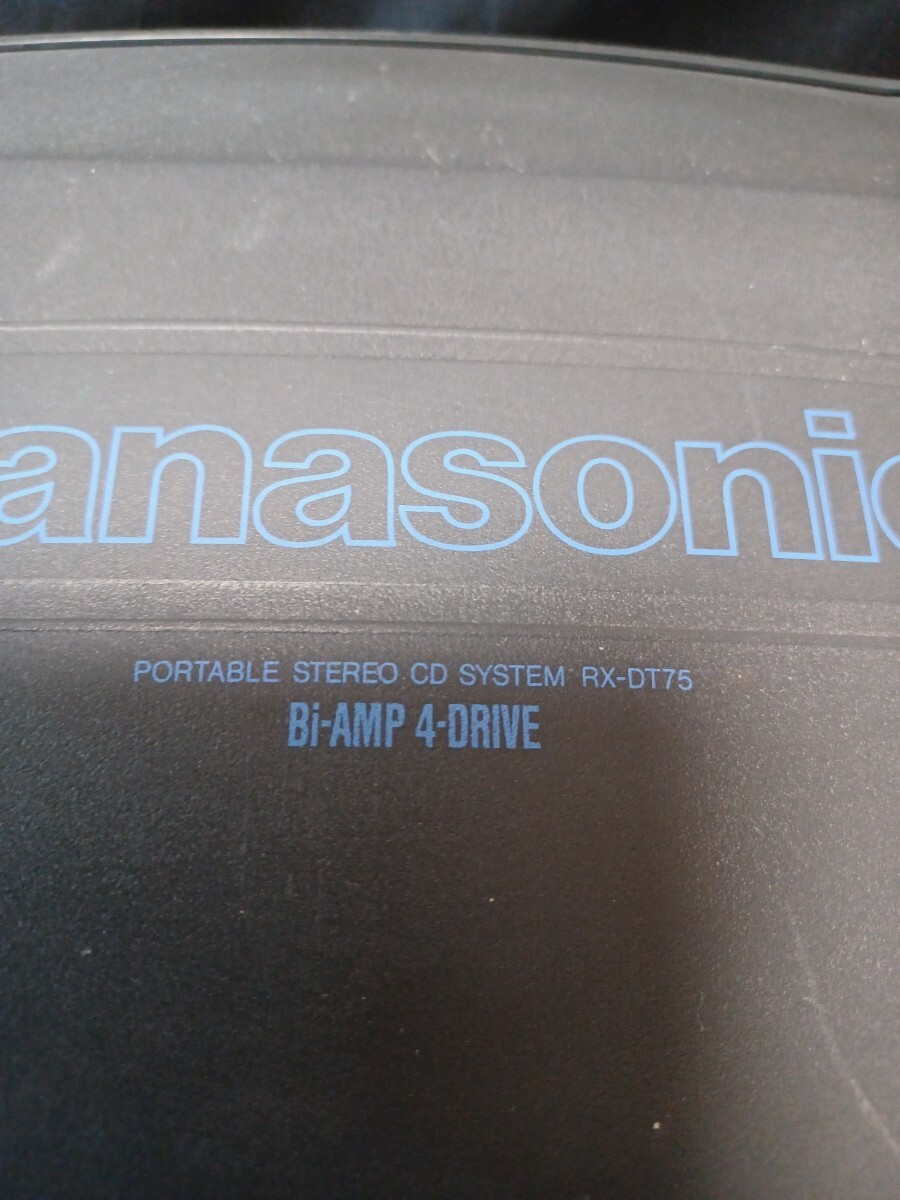 anasonic
PORTABLE STEREO CD SYSTEM RX-DT75
Bi-AMP 4-DRIVE